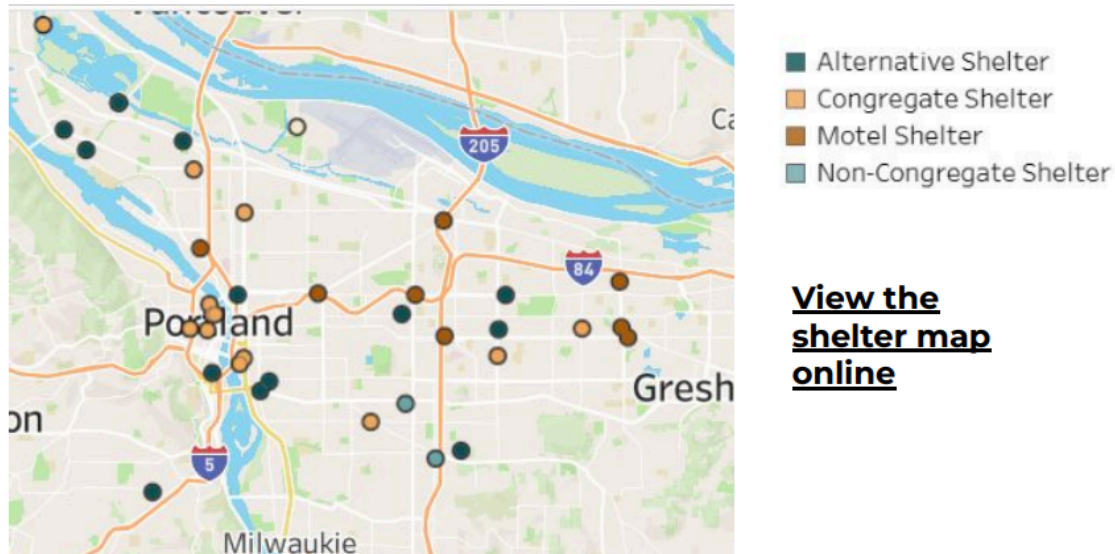 Alternative Shelter
Congregate Shelter
Motel Shelter
Non-Congregate Shelter
205
Ca
84
View the
shelter map
online
Portland
Gresh
on
5
Milwaukie